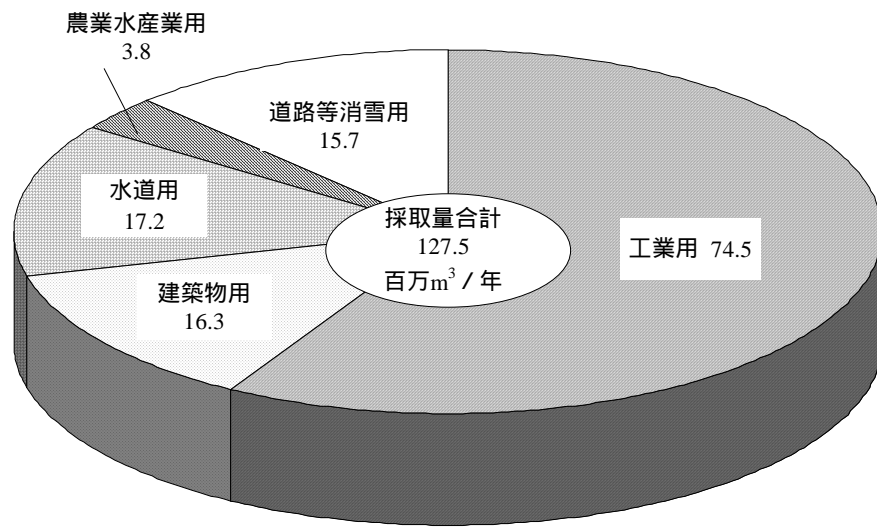 農業水産業用
3.8
道路等消雪用
15.7
水道用
17.2
採取量合計
127.5
百万m³／年
工業用 74.5
建築物用
16.3